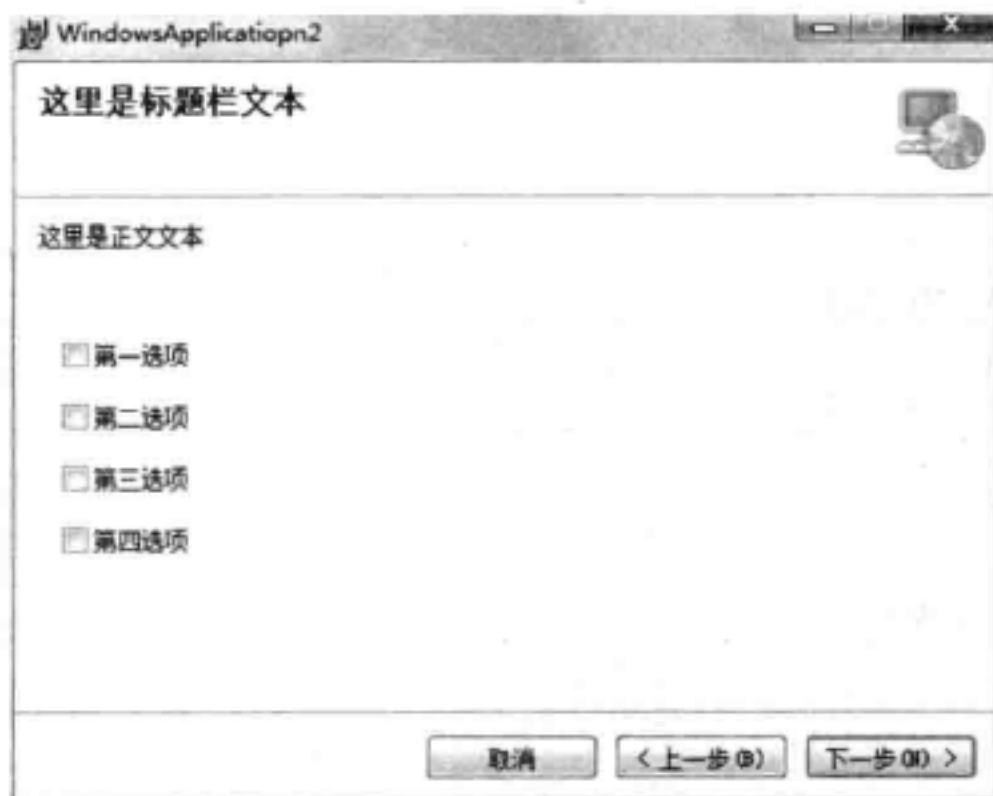 WindowsApplicatiopn2
这里是标题栏文本
这里是正文文本
第一选项
第二选项
第三选项
第四选项
取消
<上一步(B)
下一步(N) >